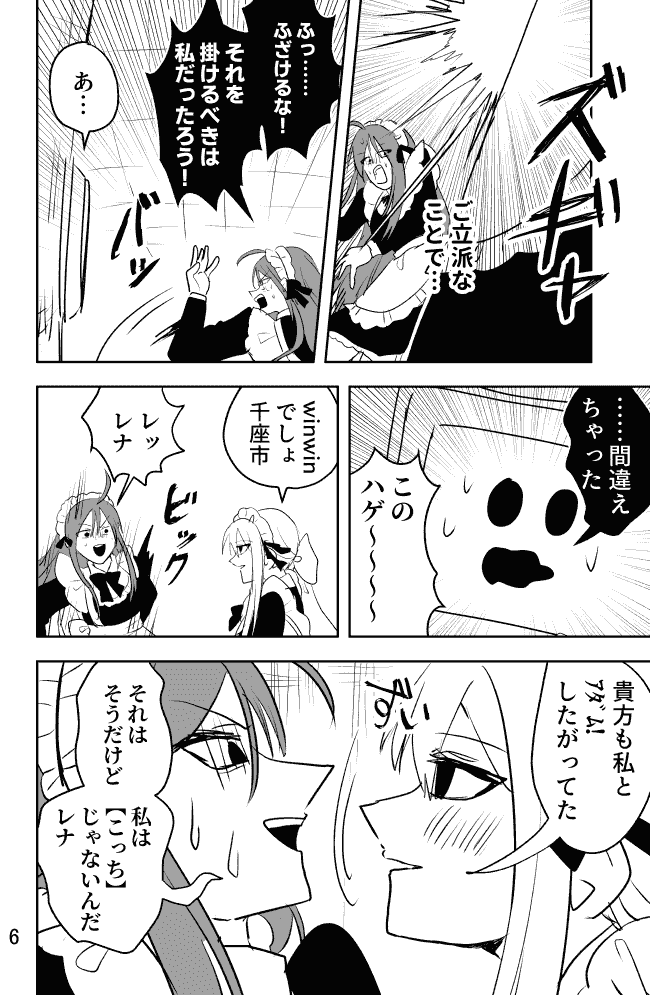 ズギャ
ご立派な
ことで…
ふっ……
ふざけるな!
それを
掛けるべきは
私だったろう!
バッ
あ…
……間違え
ちゃった
この
ハゲ〜〜〜〜
winwin
でしょ
千座市
ビクッ
レッ
レナ
貴方も私と
ｱﾀﾞﾑ!
したがってた
ずい
それは
そうだけど
私は
【こっち】
じゃないんだ
レナ
6